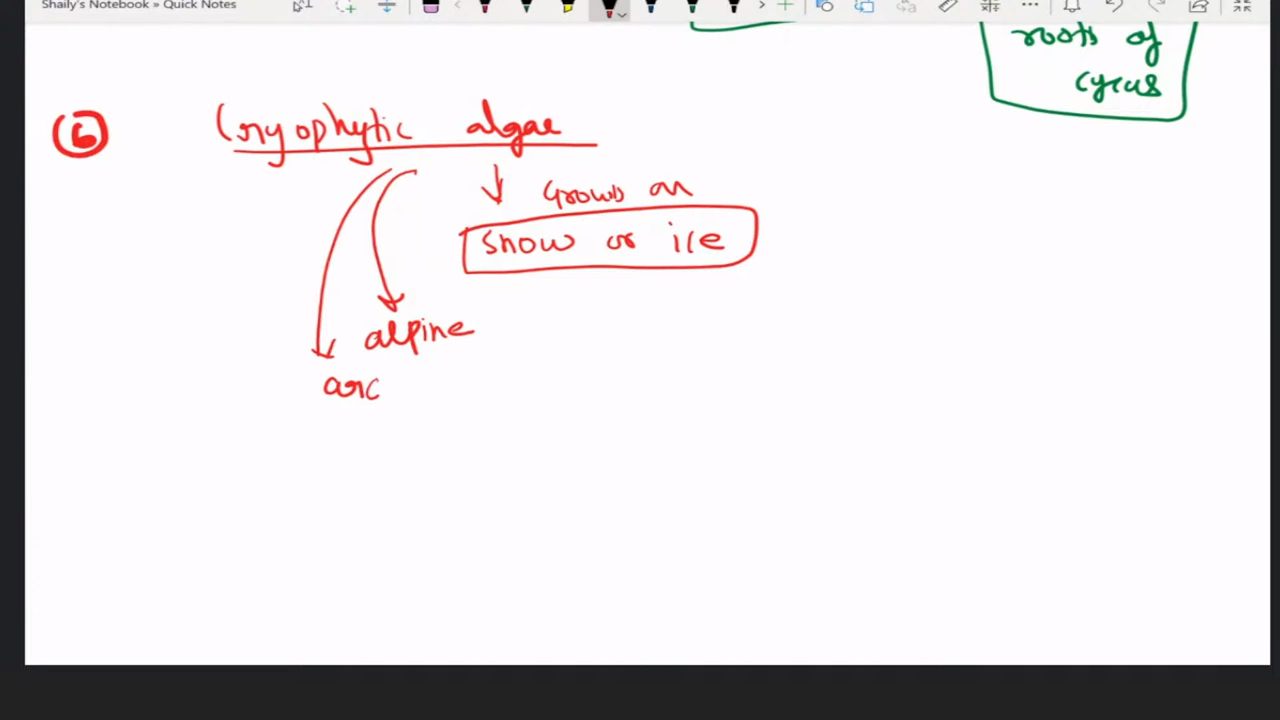 Shaily's Notebook » Quick Notes
roots of
cycas
6 Cryophytic algae
Grows on
Snow or ice
alpine
arc